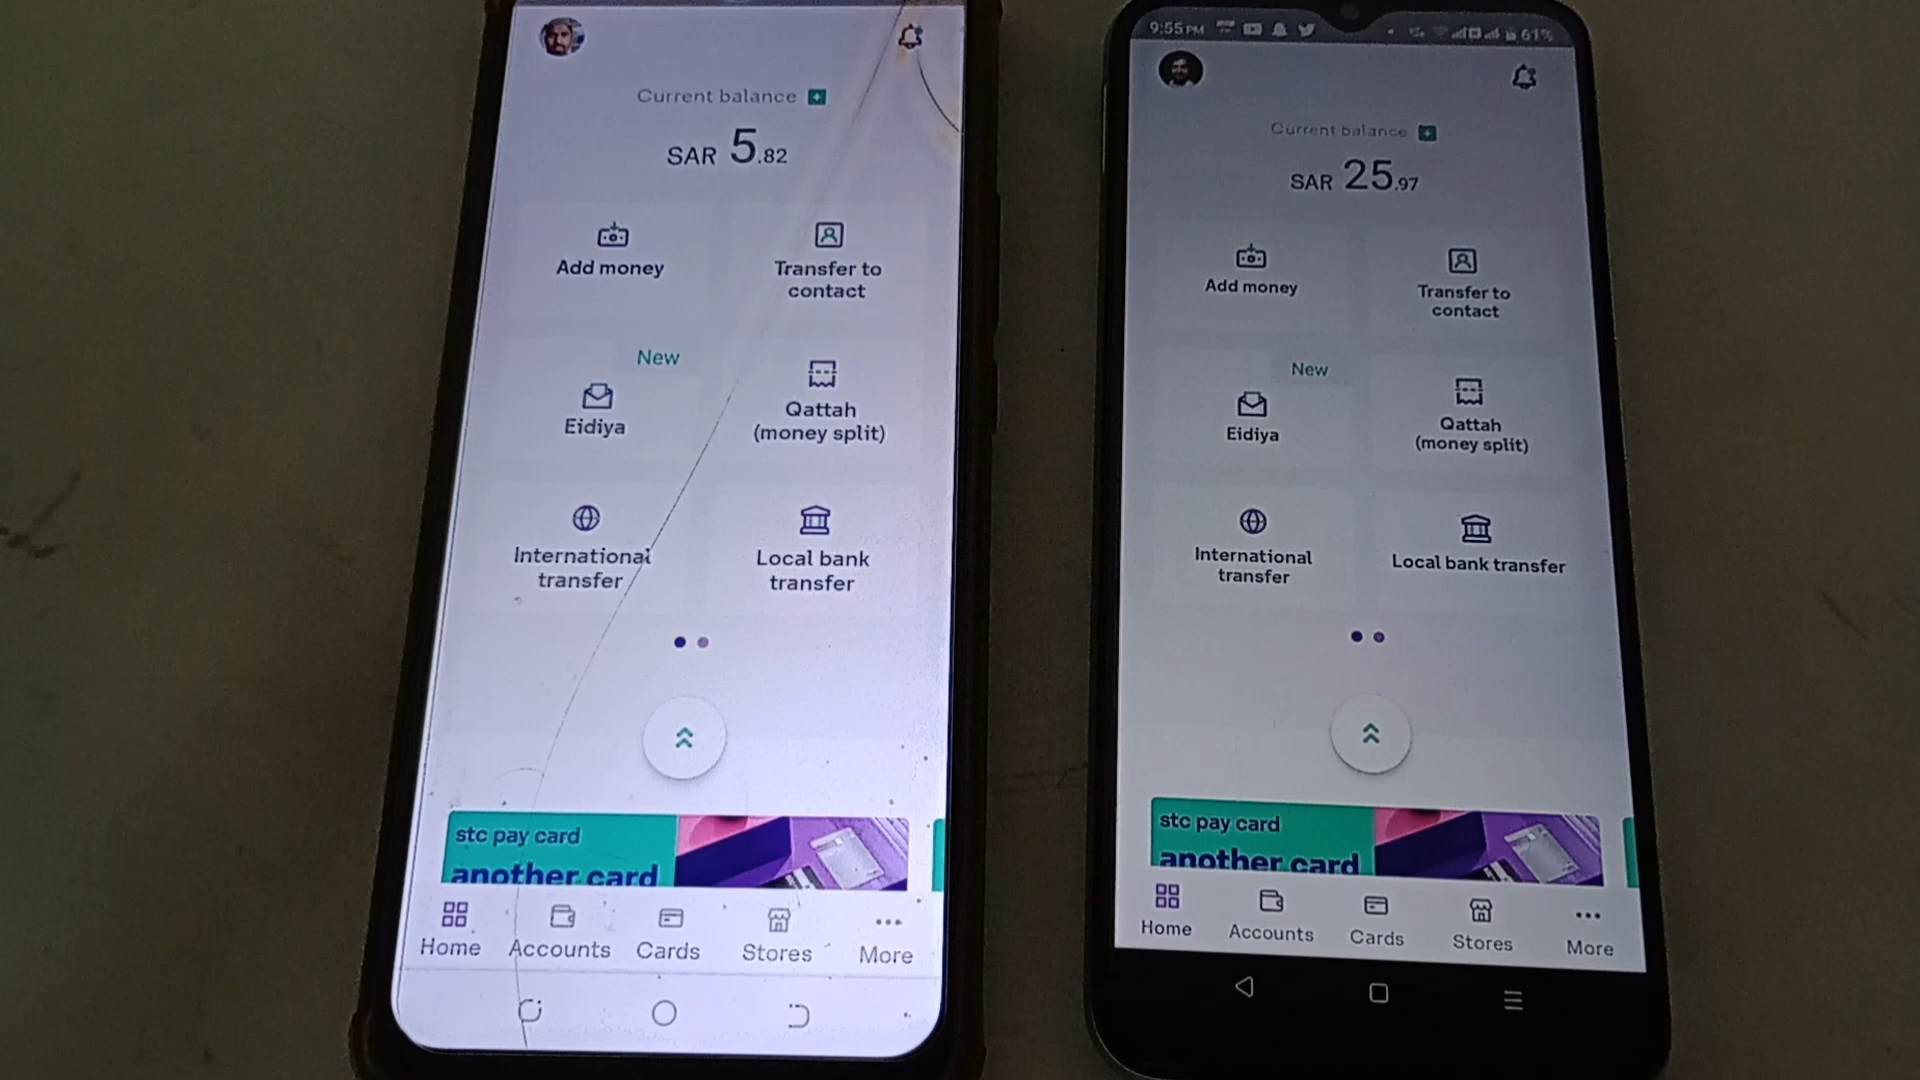 Current balance
SAR 5.82
Add money
Transfer to
contact
New
Eidiya
Qattah
(money split)
International
transfer
Local bank
transfer
stc pay card
another card
Home
Accounts
Cards
Stores
More
9:55 PM
61%
Current balance
SAR 25.97
Add money
Transfer to
contact
New
Eidiya
Qattah
(money split)
International
transfer
Local bank transfer
stc pay card
another card
Home
Accounts
Cards
Stores
More